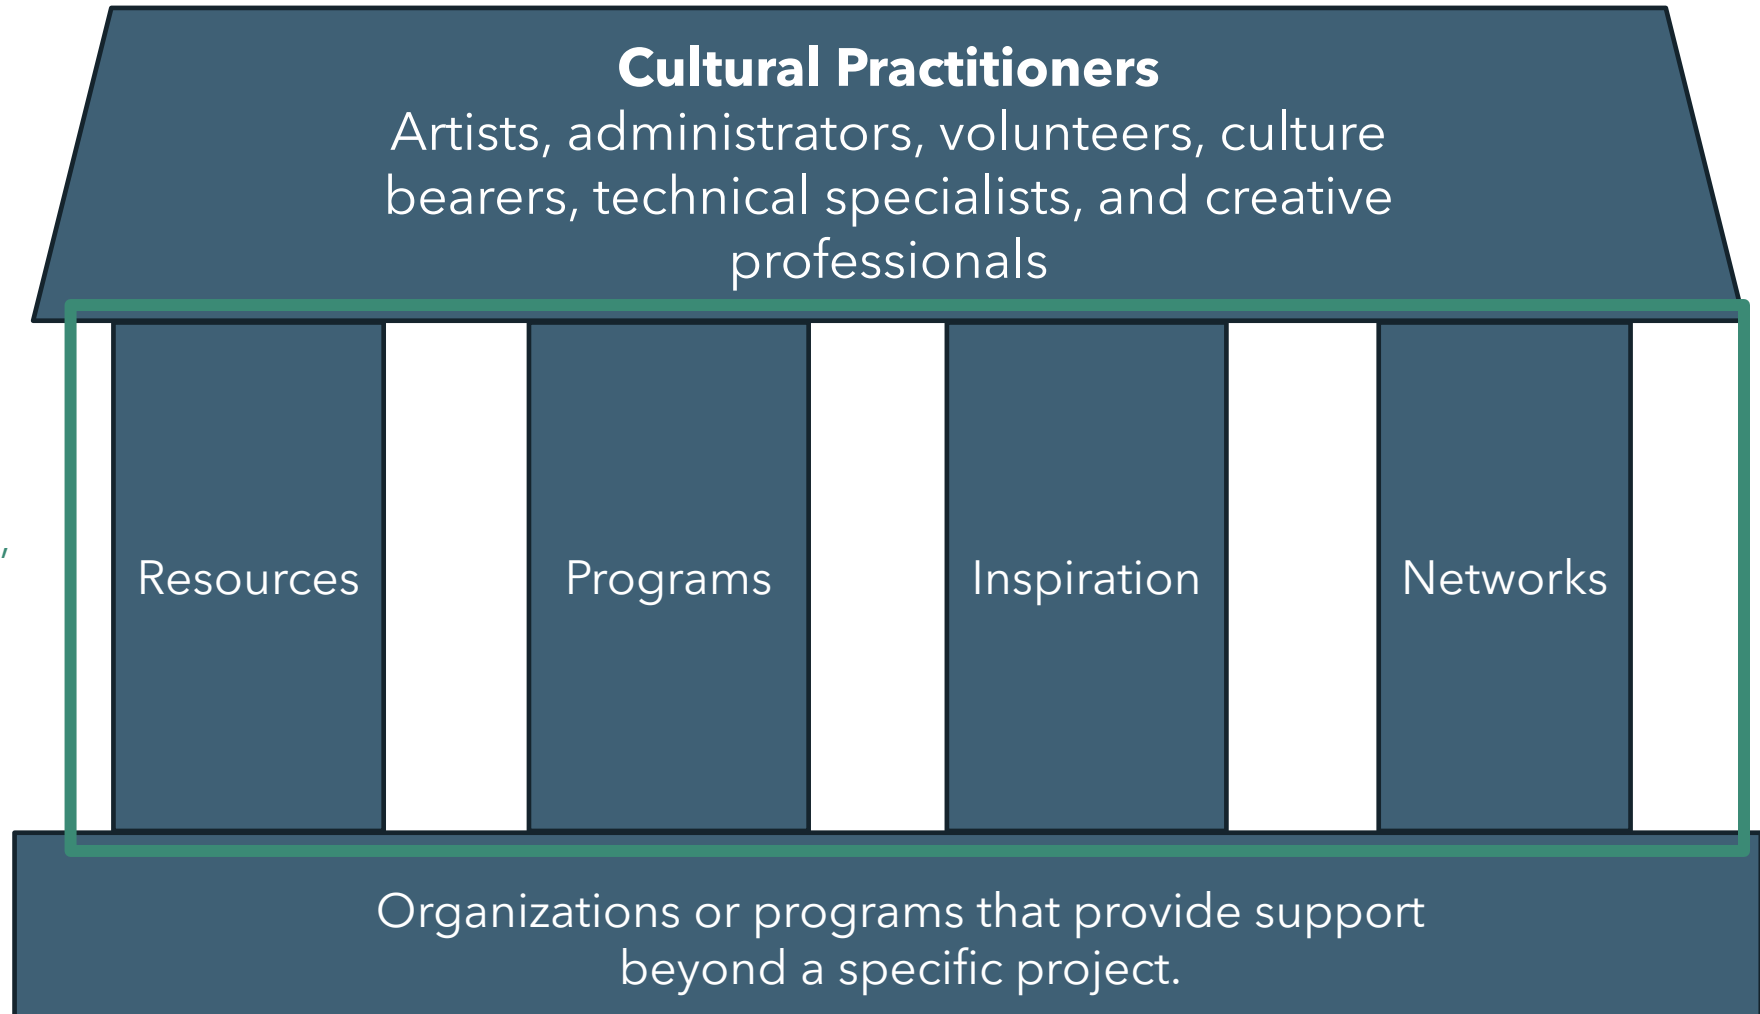 Cultural Practitioners
Artists, administrators, volunteers, culture
bearers, technical specialists, and creative
professionals
,
Resources
Programs
Inspiration
Networks
Organizations or programs that provide support
beyond a specific project.